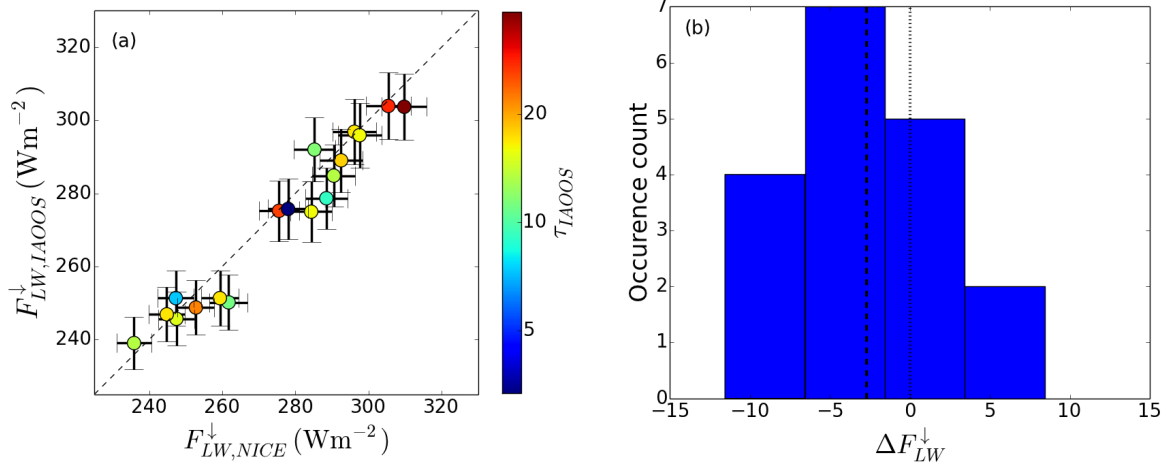 (a)
320
300
280
260
240
240 260 280 300 320
F↓LW,IAOOS (Wm−2)
F↓LW,NICE (Wm−2)
20
10
5
τIAOOS
(b)
7
6
5
4
3
2
1
0
−15 −10 −5 0 5 10 15
Occurence count
ΔF↓LW